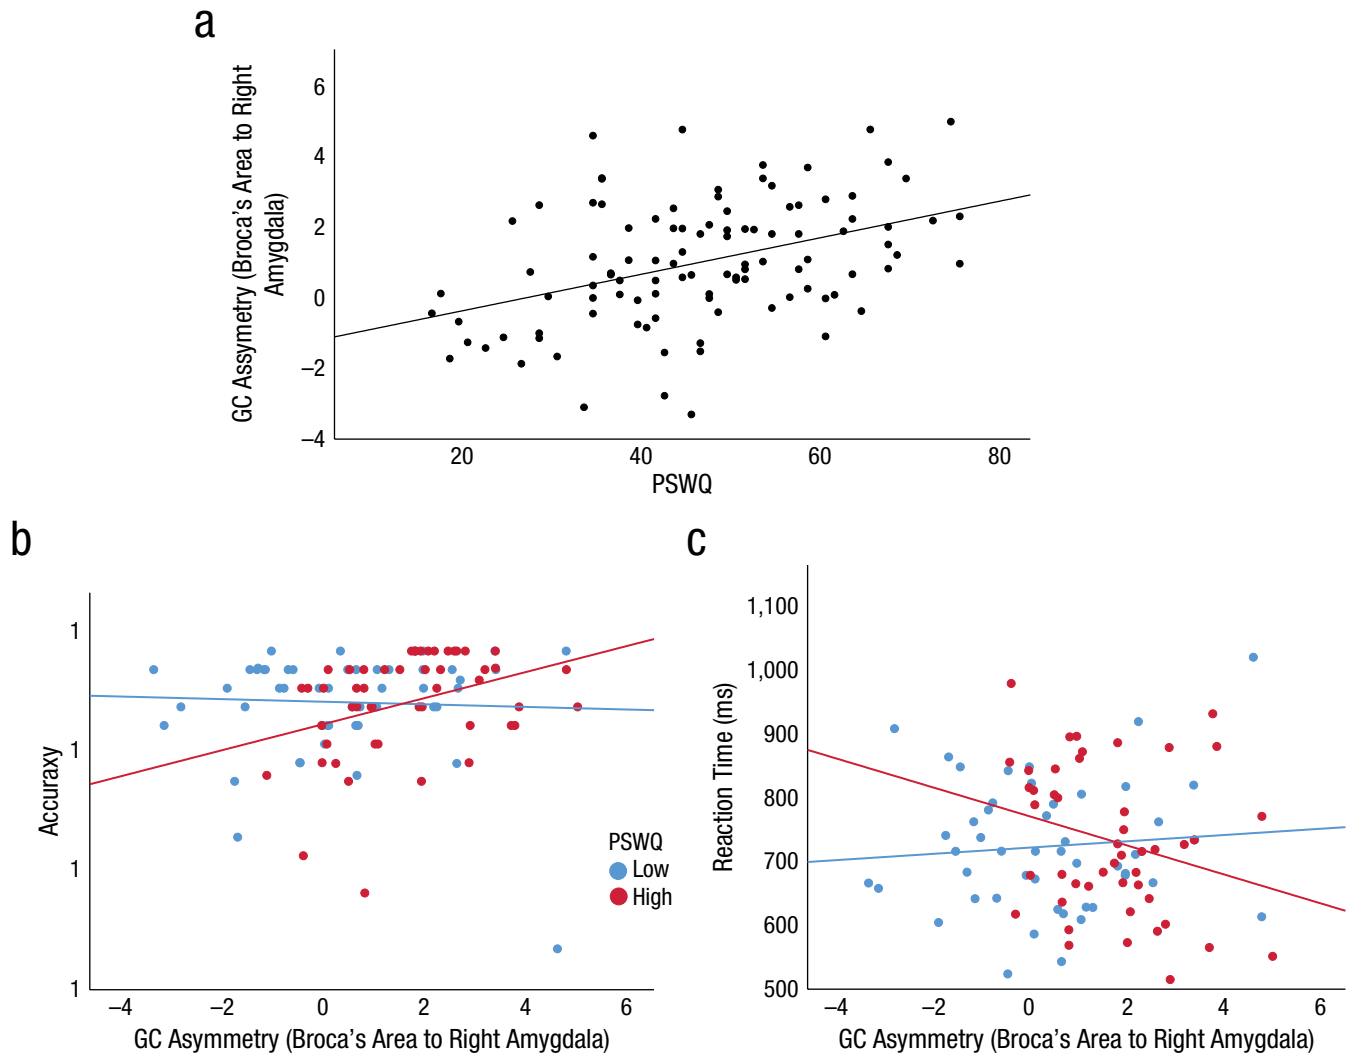 a
GC Assymetry (Broca's Area to Right
Amygdala)
6
4
2
0
–2
–4
20 40 60 80
PSWQ
b
Accuraxy
1
1
1
1
PSWQ
Low
High
–4 –2 0 2 4 6
GC Asymmetry (Broca's Area to Right Amygdala)
c
Reaction Time (ms)
1,100
1,000
900
800
700
600
500
–4 –2 0 2 4 6
GC Asymmetry (Broca's Area to Right Amygdala)